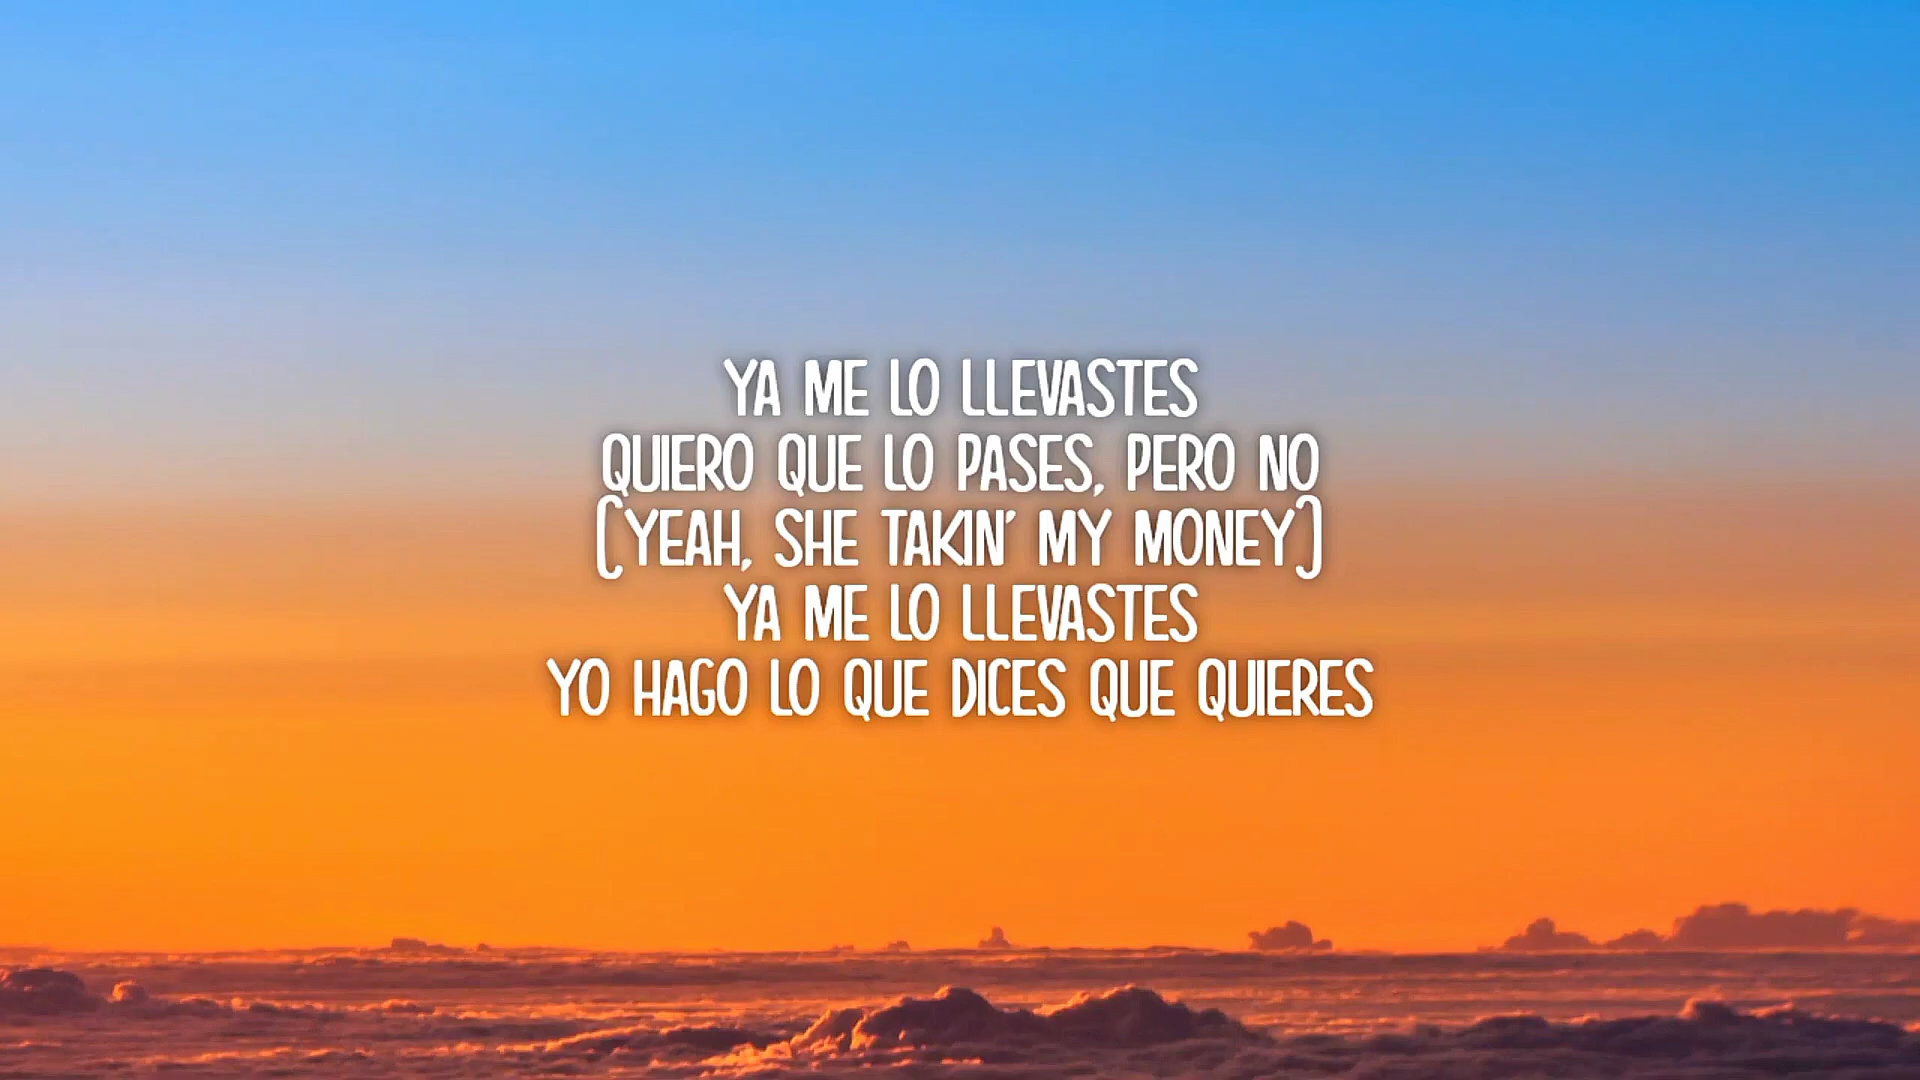 YA ME LO LLEVASTES
QUIERO QUE LO PASES, PERO NO
(YEAH, SHE TAKIN' MY MONEY)
YA ME LO LLEVASTES
YO HAGO LO QUE DICES QUE QUIERES